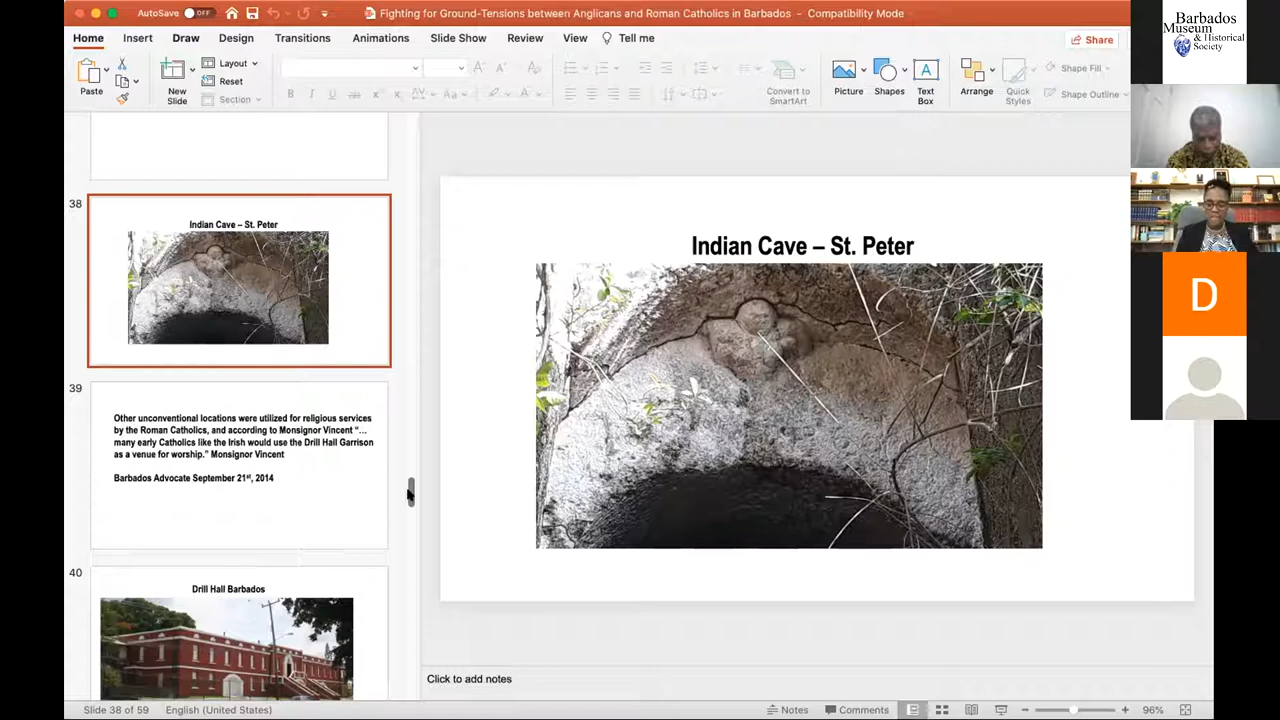 AutoSave OFF
Fighting for Ground-Tensions between Anglicans and Roman Catholics in Barbados - Compatibility Mode
Home Insert Draw Design Transitions Animations Slide Show Review View Tell me
Share
Paste
New Slide
Layout
Reset
Section
B I U ab x² x₂ AV Aa A
Convert to SmartArt
Picture
Shapes
Text Box
Arrange
Quick Styles
Shape Fill
Shape Outline
Barbados
Museum
& Historical
Society
D
38
Indian Cave – St. Peter
39
Other unconventional locations were utilized for religious services
by the Roman Catholics, and according to Monsignor Vincent “…
many early Catholics like the Irish would use the Drill Hall Garrison
as a venue for worship.” Monsignor Vincent
Barbados Advocate September 21st, 2014
40
Drill Hall Barbados
Indian Cave – St. Peter
Click to add notes
Slide 38 of 59
English (United States)
Notes
Comments
96%